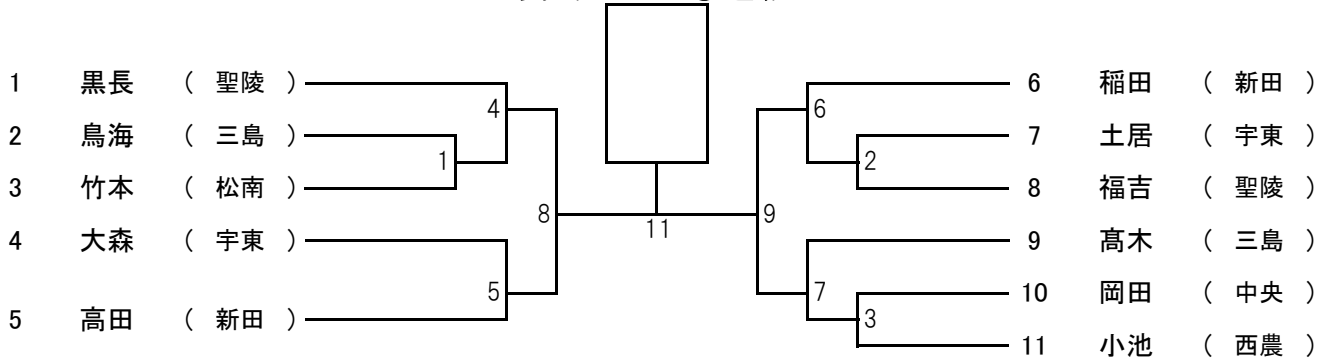 1 黒長 ( 聖陵 )
2 鳥海 ( 三島 )
3 竹本 ( 松南 )
4 大森 ( 宇東 )
5 高田 ( 新田 )
4
1
8
5
11
6
2
9
7
3
6 稲田 ( 新田 )
7 土居 ( 宇東 )
8 福吉 ( 聖陵 )
9 髙木 ( 三島 )
10 岡田 ( 中央 )
11 小池 ( 西農 )